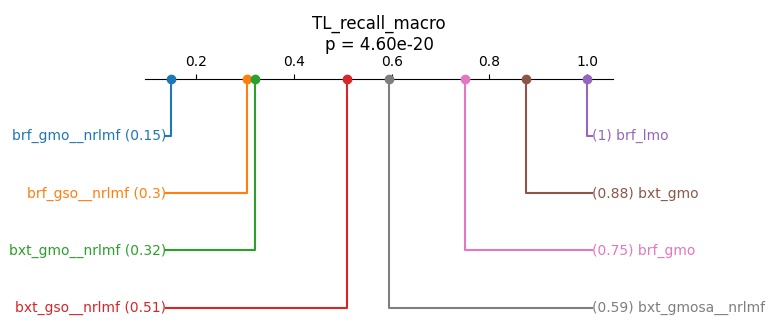 TL_recall_macro
p = 4.60e-20
0.2 0.4 0.6 0.8 1.0
brf_gmo__nrlmf (0.15) (1) brf_lmo
brf_gso__nrlmf (0.3) (0.88) bxt_gmo
bxt_gmo__nrlmf (0.32) (0.75) brf_gmo
bxt_gso__nrlmf (0.51) (0.59) bxt_gmosa__nrlmf